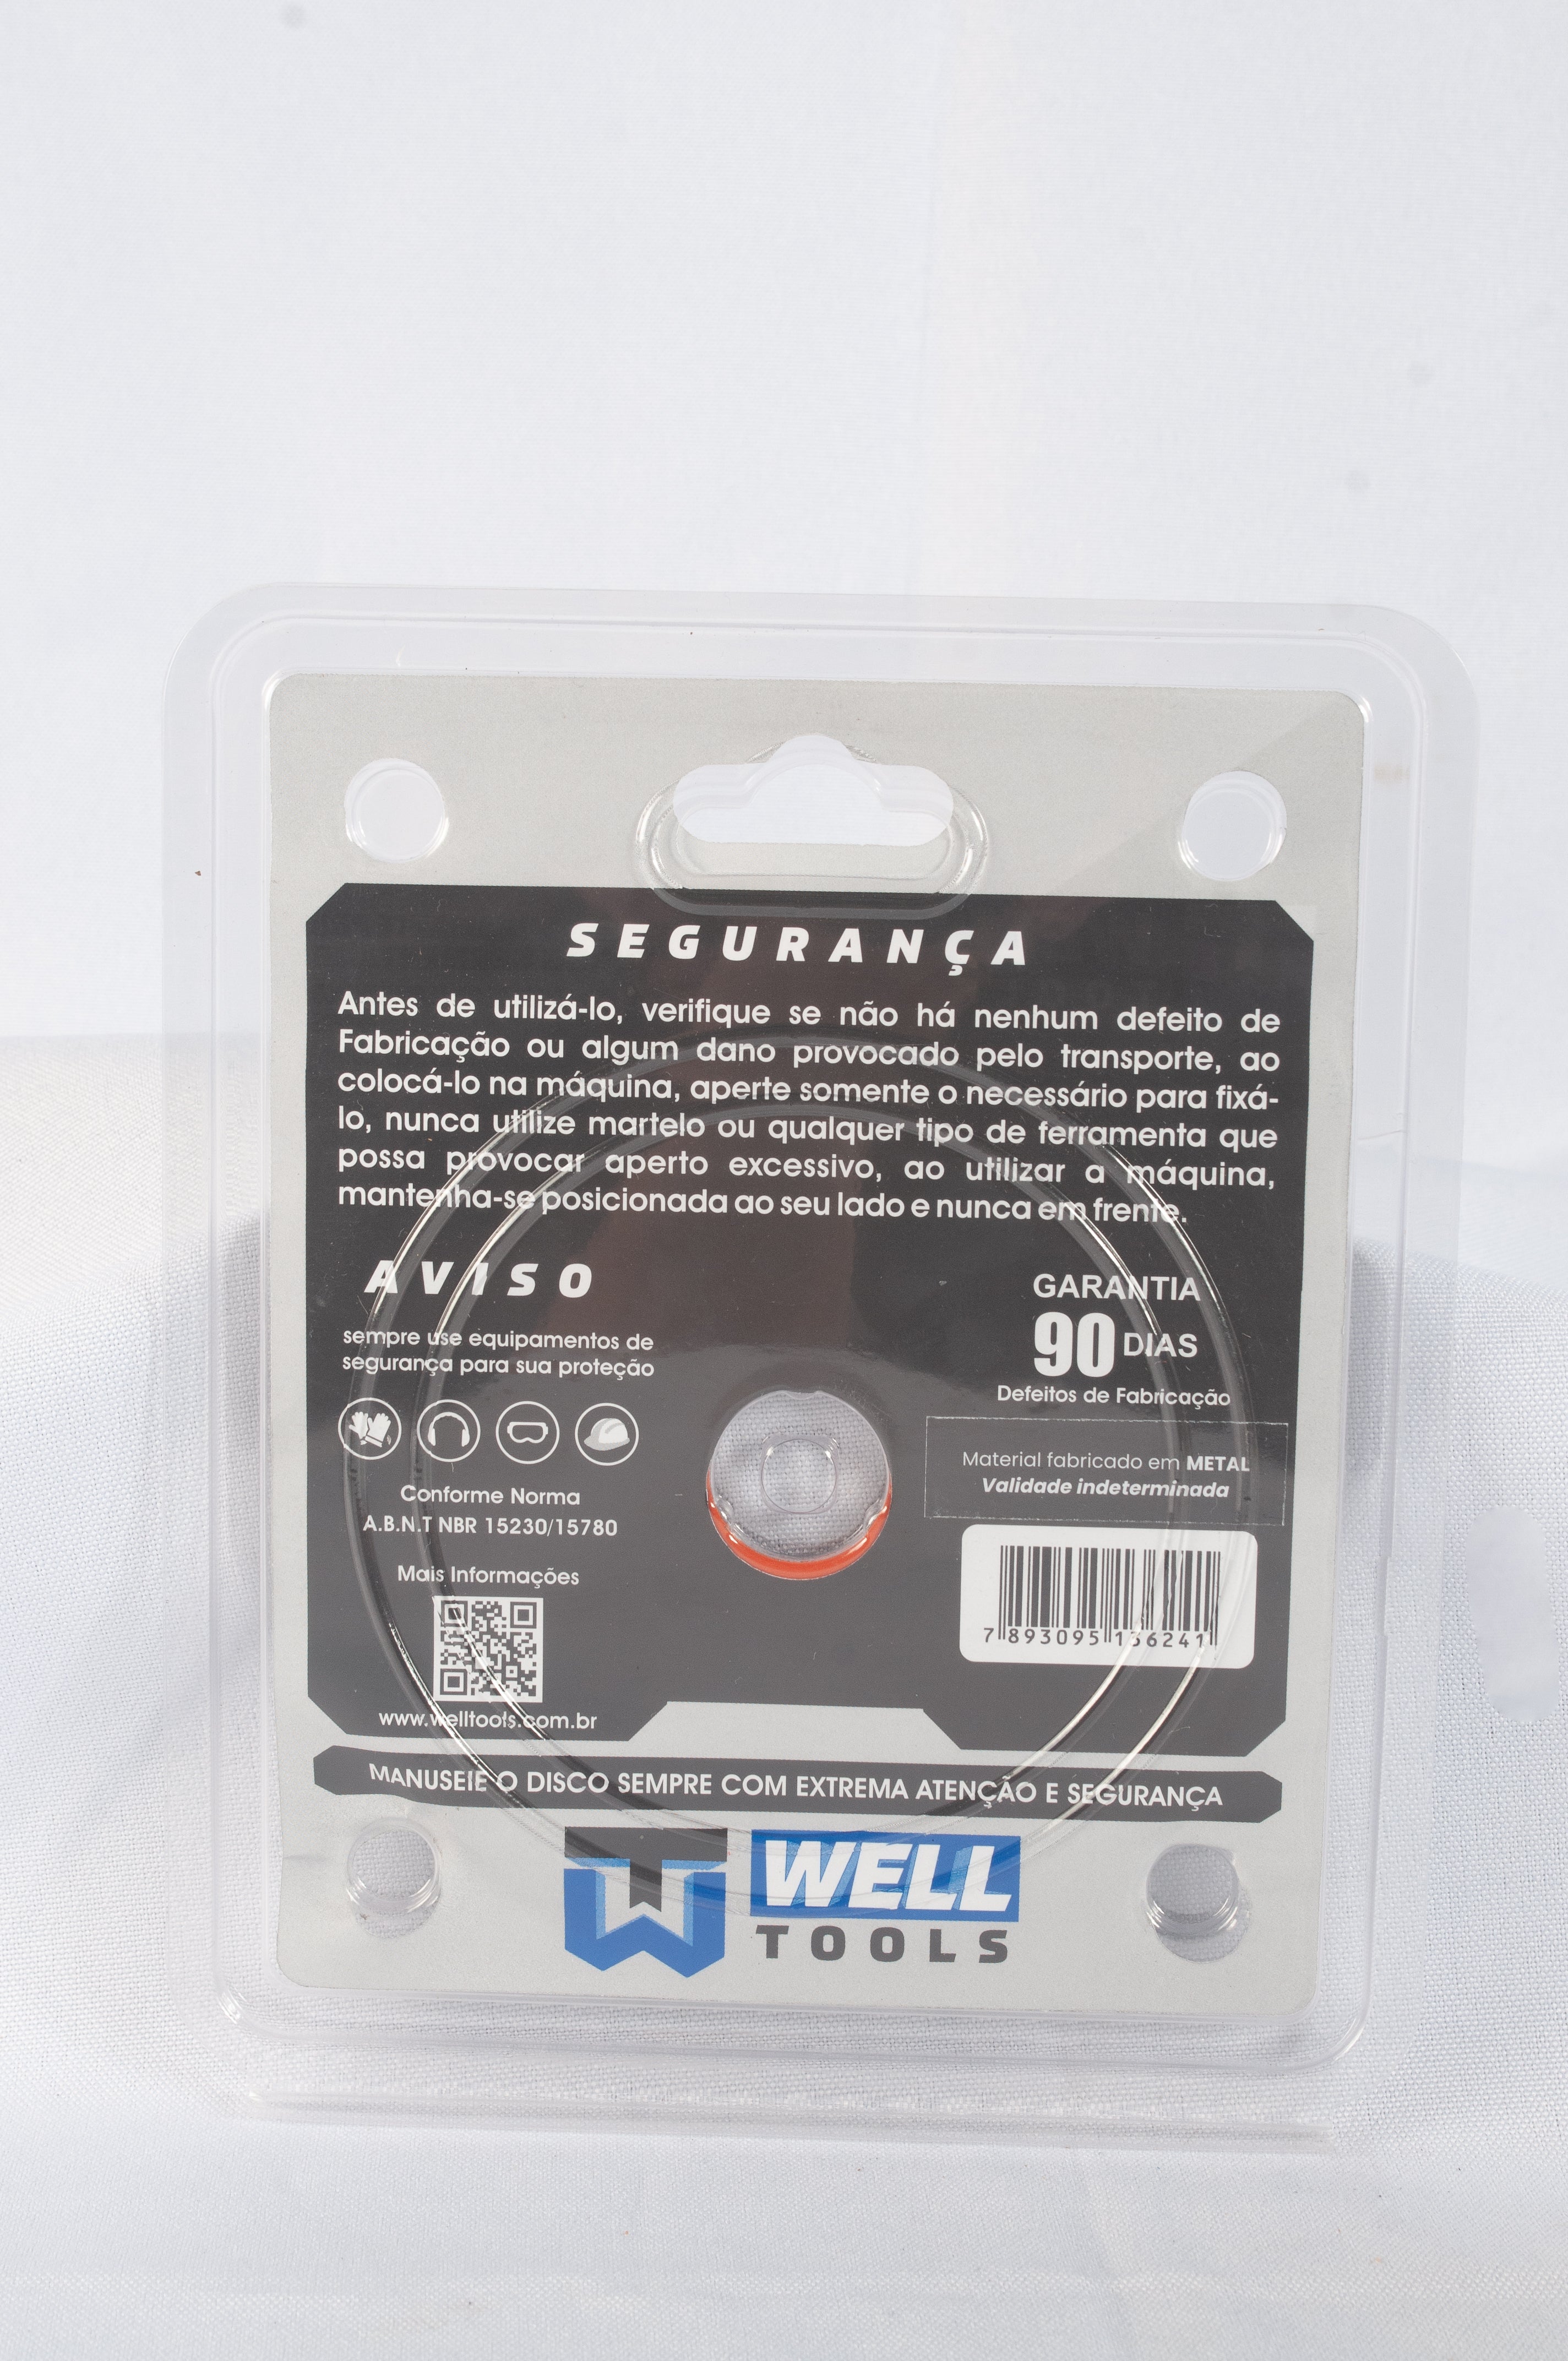 SEGURANÇA
Antes de utilizá-lo, verifique se não há nenhum defeito de
Fabricação ou algum dano provocado pelo transporte, ao
colocá-lo na máquina, aperte somente o necessário para fixá-
lo, nunca utilize martelo ou qualquer tipo de ferramenta que
possa provocar aperto excessivo, ao utilizar a máquina,
mantenha-se posicionada ao seu lado e nunca em frente.
AVISO
sempre use equipamentos de
segurança para sua proteção
Conforme Norma
A.B.N.T NBR 15230/15780
Mais Informações
www.welltools.com.br
GARANTIA
90 DIAS
Defeitos de Fabricação
Material fabricado em METAL
Validade indeterminada
7 893095 136241
MANUSEIE O DISCO SEMPRE COM EXTREMA ATENÇÃO E SEGURANÇA
WELL
TOOLS